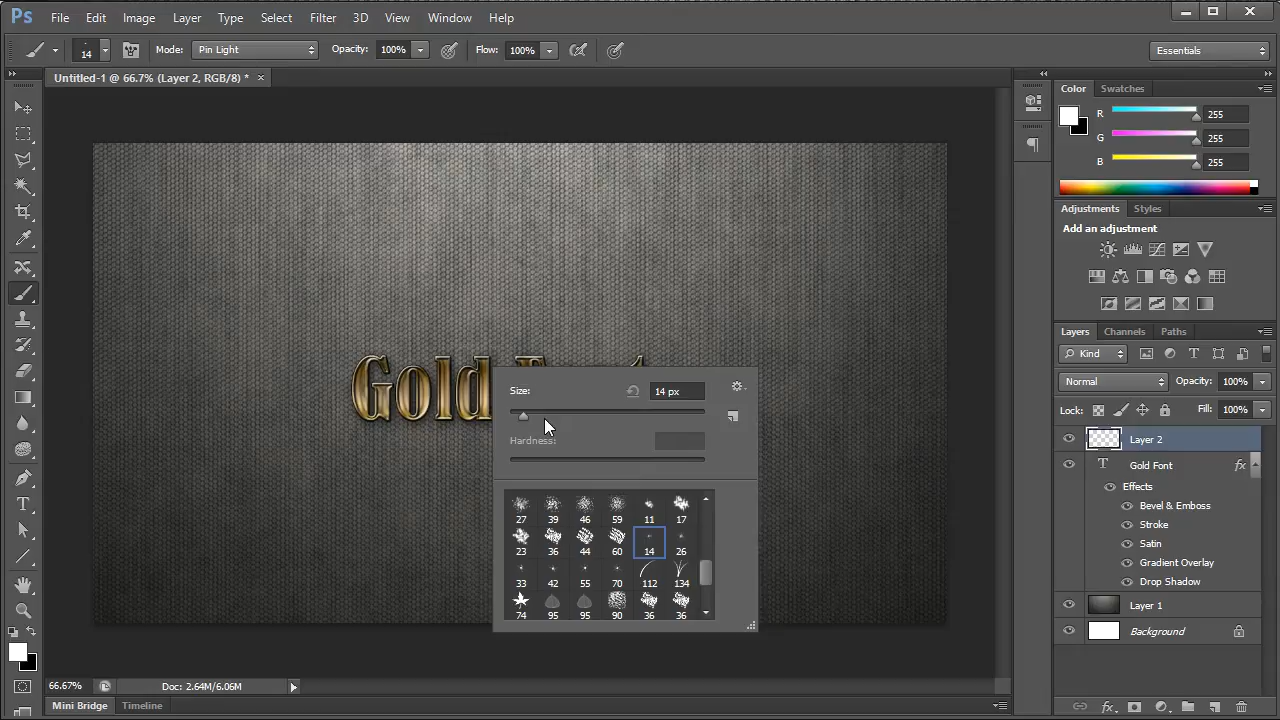 Ps File Edit Image Layer Type Select Filter 3D View Window Help
14 Mode: Pin Light Opacity: 100% Flow: 100% Essentials
Untitled-1 @ 66.7% (Layer 2, RGB/8) * ×
Color Swatches
R 255
G 255
B 255
Adjustments Styles
Add an adjustment
Layers Channels Paths
Kind
Normal Opacity: 100%
Lock: Fill: 100%
Layer 2
T Gold Font fx
Effects
Bevel & Emboss
Stroke
Satin
Gradient Overlay
Drop Shadow
Layer 1
Background
Gold
Size: 14 px
Hardness:
27 39 46 59 11 17
23 36 44 60 14 26
33 42 55 70 112 134
74 95 95 90 36 36
66.67% Doc: 2.64M/6.06M
Mini Bridge Timeline